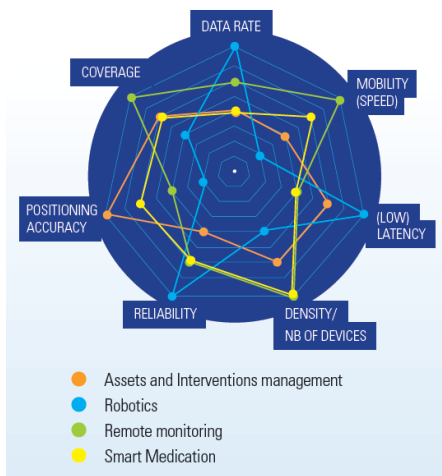 DATA RATE
COVERAGE
MOBILITY
(SPEED)
POSITIONING
ACCURACY
(LOW)
LATENCY
RELIABILITY
DENSITY/
NB OF DEVICES
Assets and Interventions management
Robotics
Remote monitoring
Smart Medication